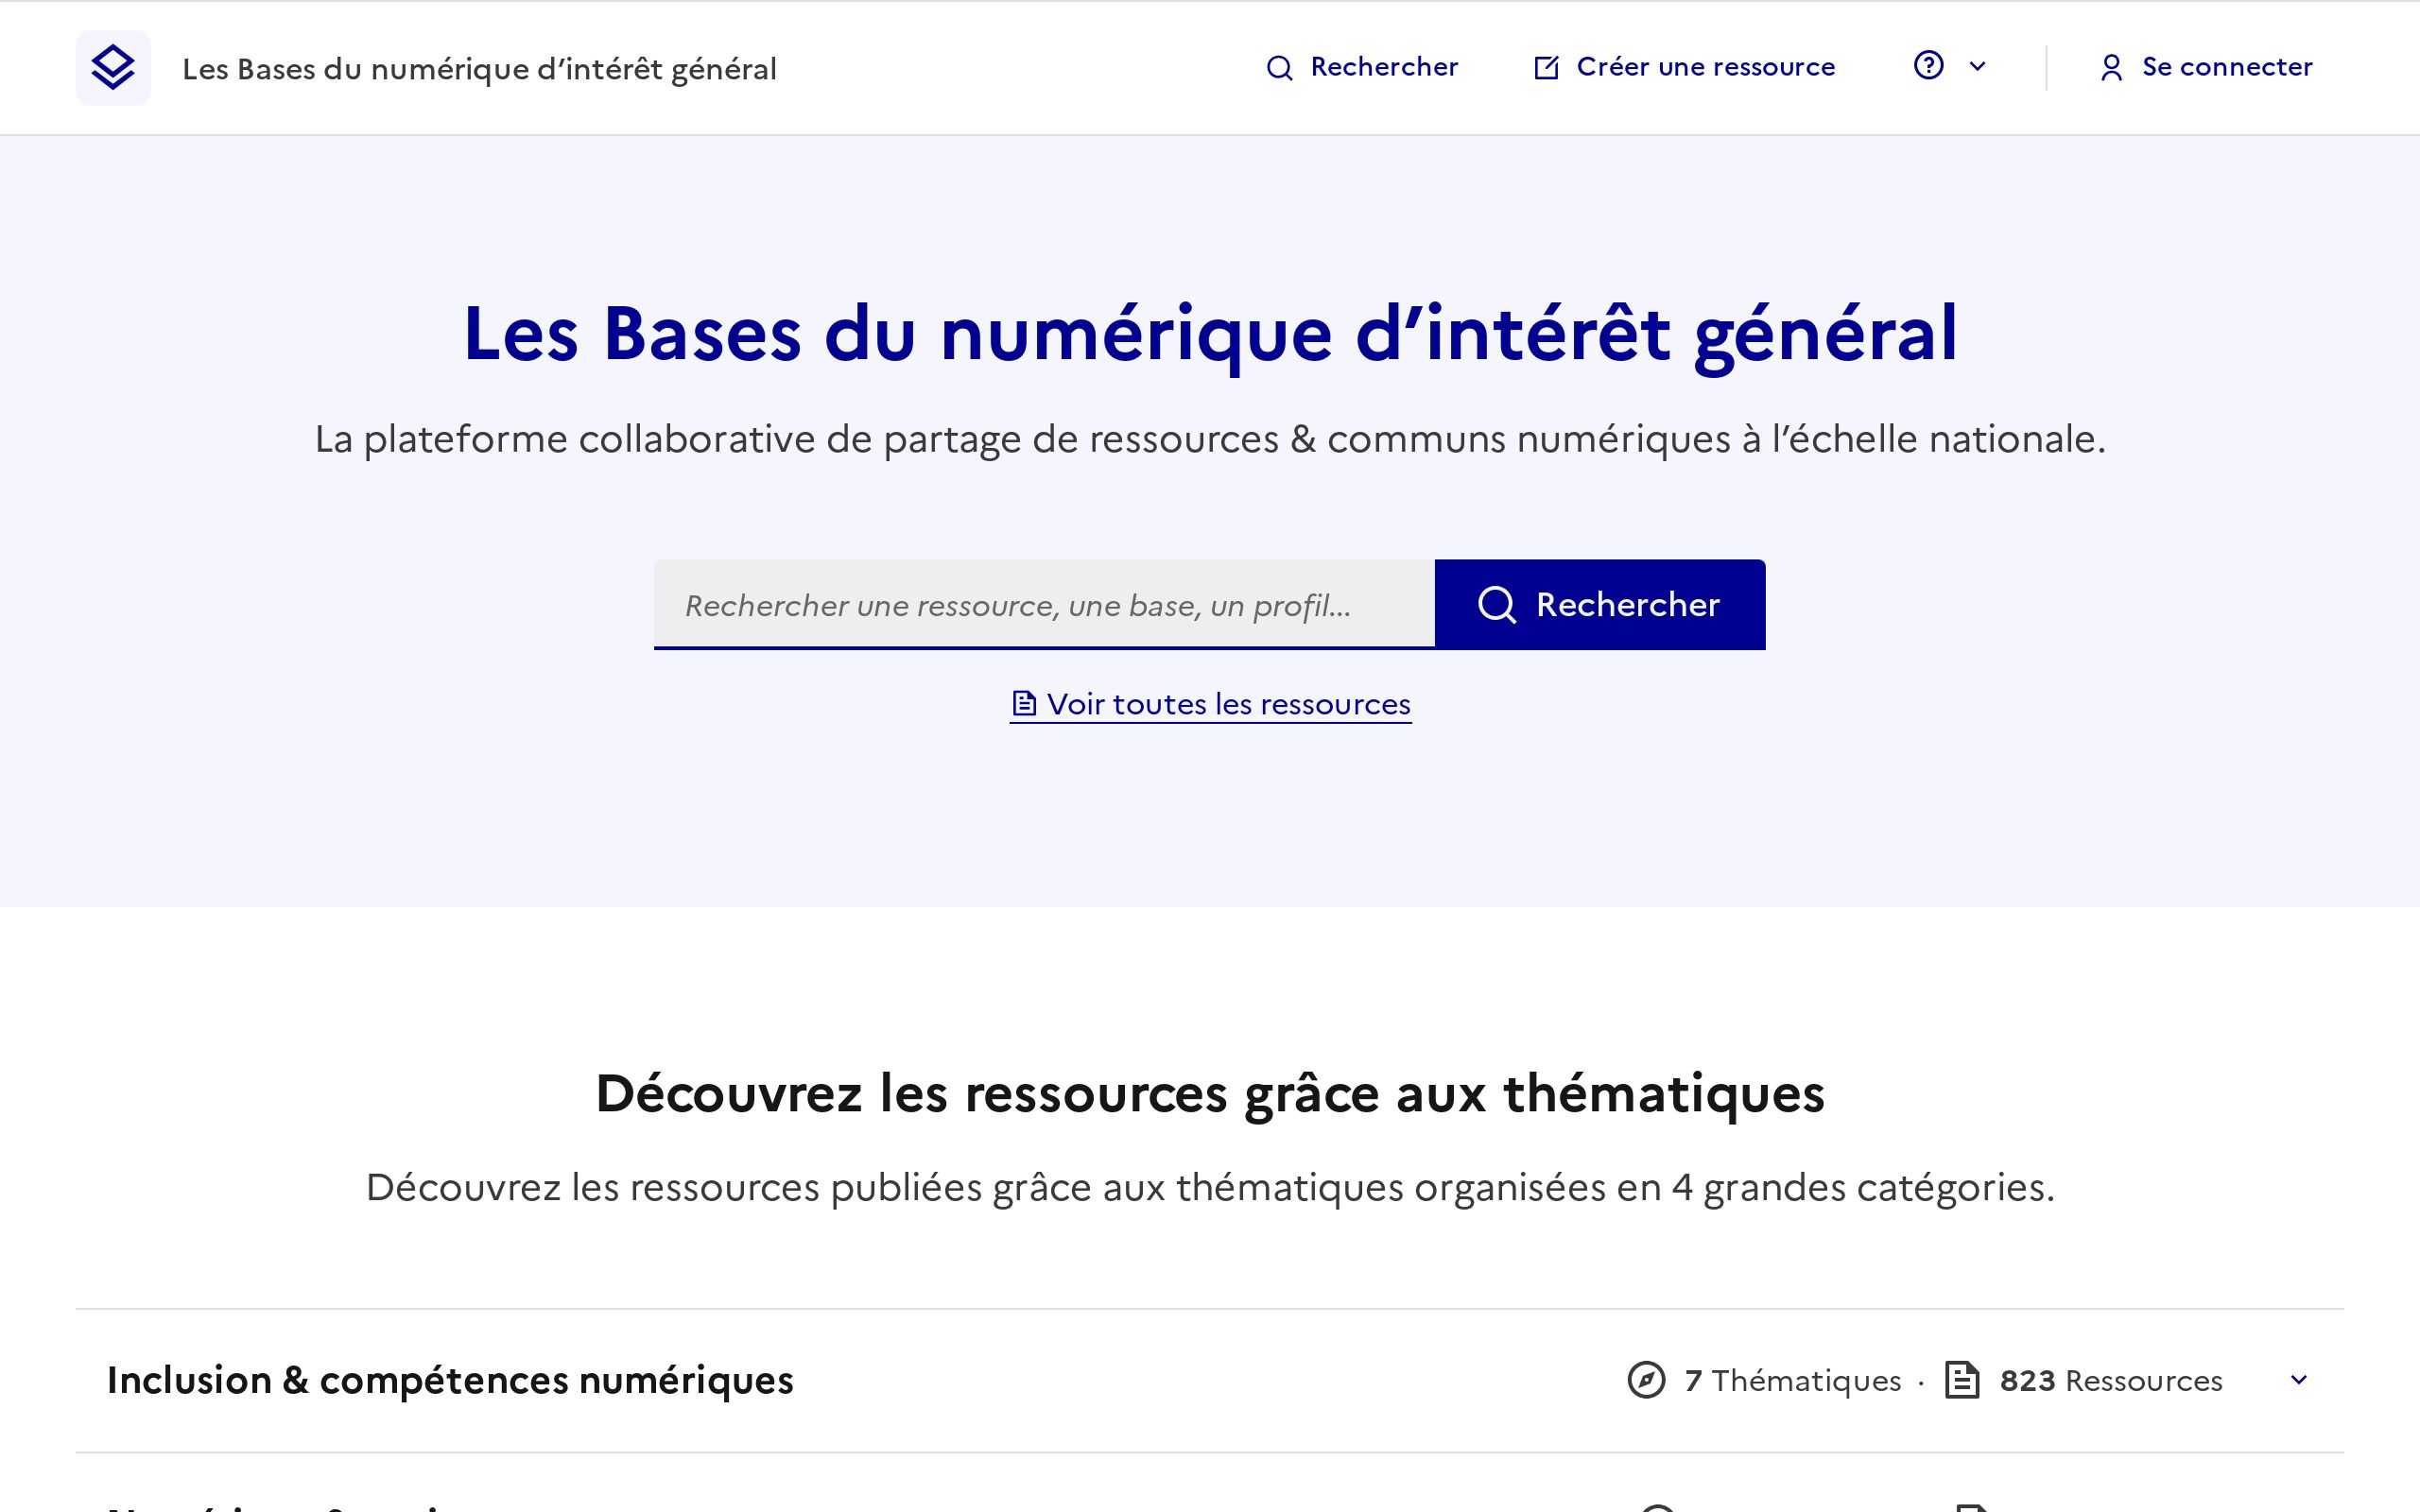 Les Bases du numérique d’intérêt général
Rechercher
Créer une ressource
Se connecter
Les Bases du numérique d’intérêt général
La plateforme collaborative de partage de ressources & communs numériques à l’échelle nationale.
Rechercher une ressource, une base, un profil...
Rechercher
Voir toutes les ressources
Découvrez les ressources grâce aux thématiques
Découvrez les ressources publiées grâce aux thématiques organisées en 4 grandes catégories.
Inclusion & compétences numériques
7 Thématiques · 823 Ressources